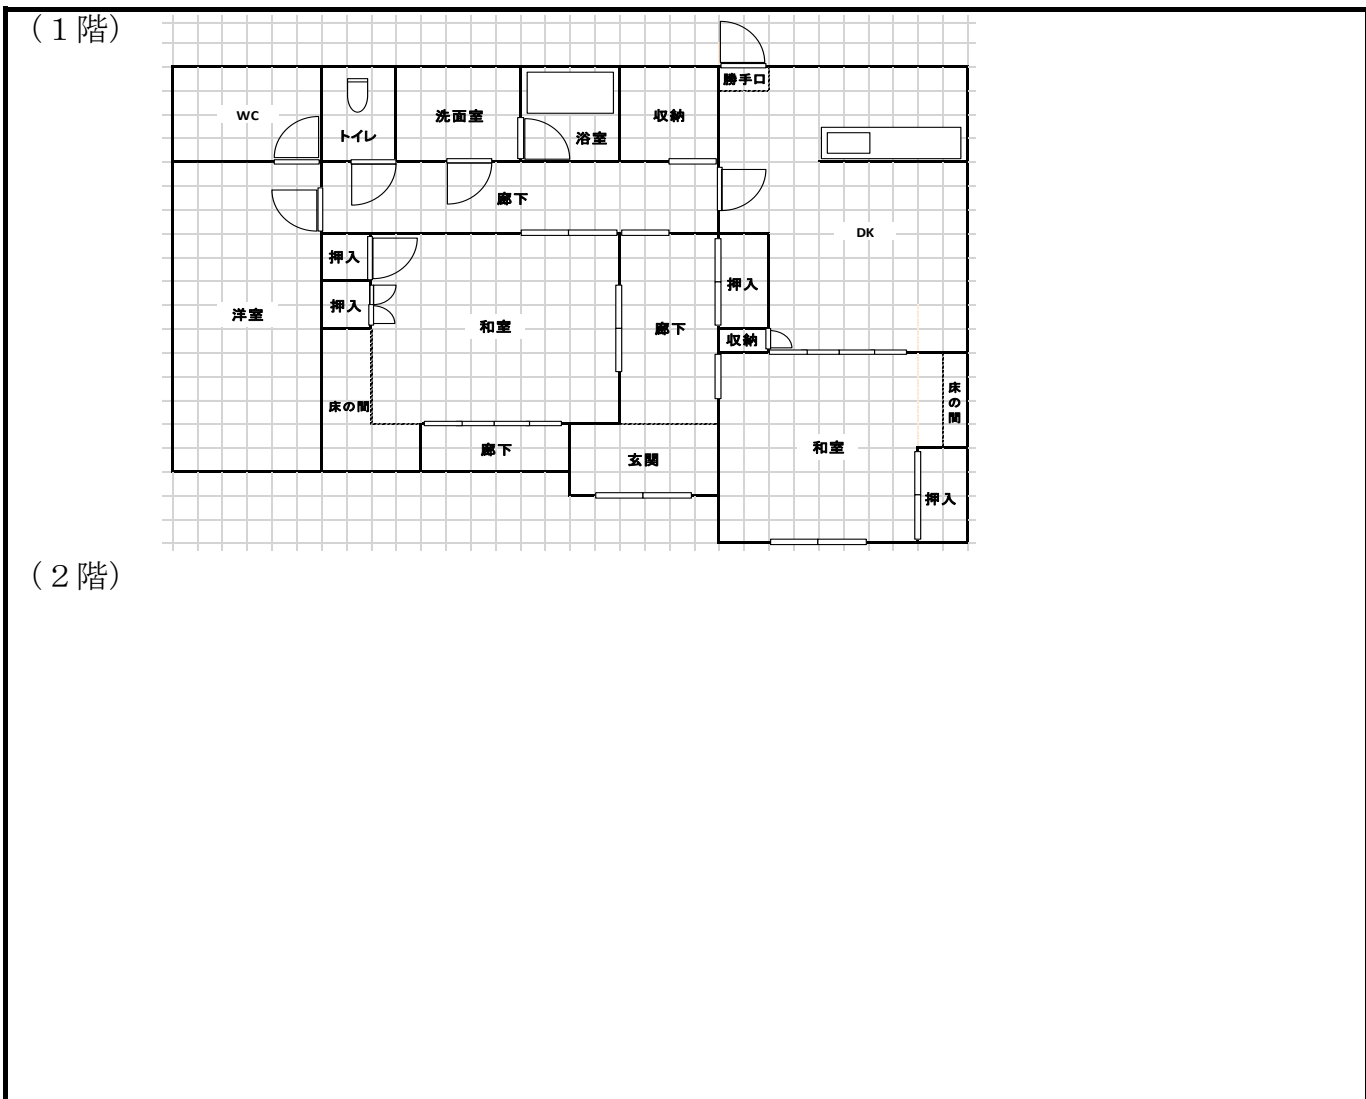 （１階）
勝手口
WC
トイレ
洗面室
浴室
収納
廊下
DK
押入
押入
洋室
和室
廊下
押入
収納
床の間
床の間
和室
廊下
玄関
押入
（２階）